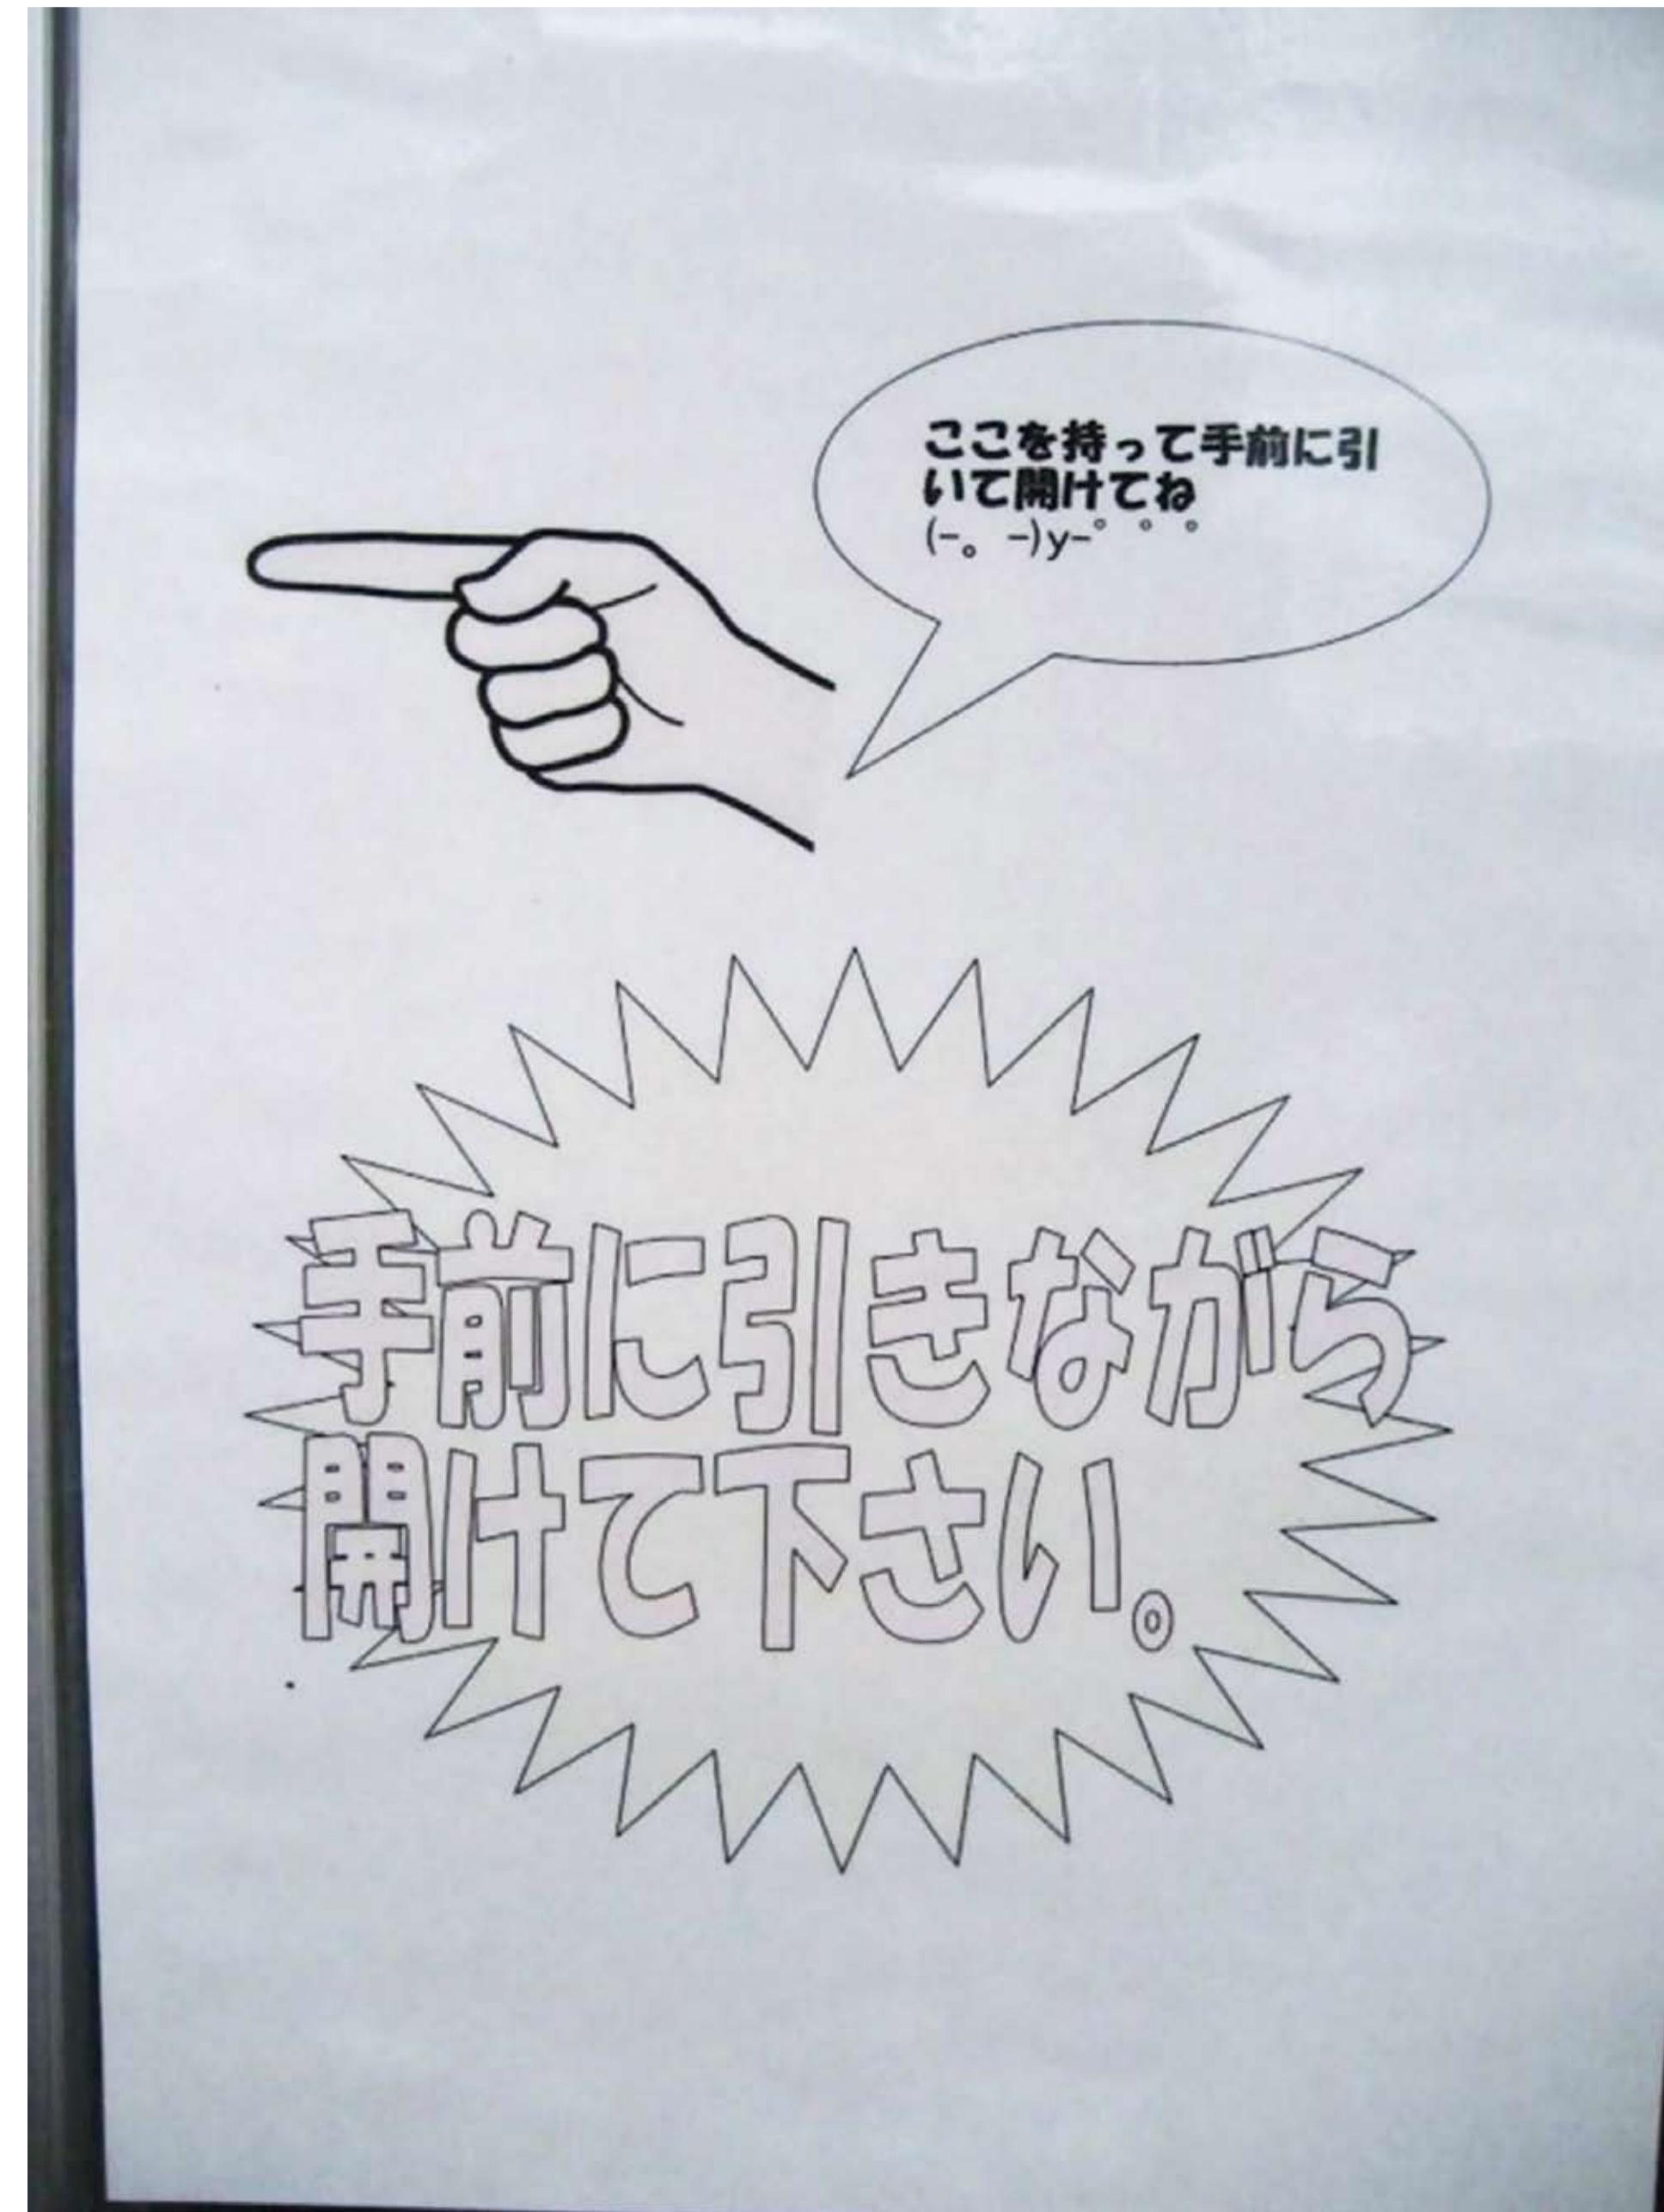 ここを持って手前に引
いて開けてね
(-。-)y-゜゜゜
手前に引きながら
開けて下さい。